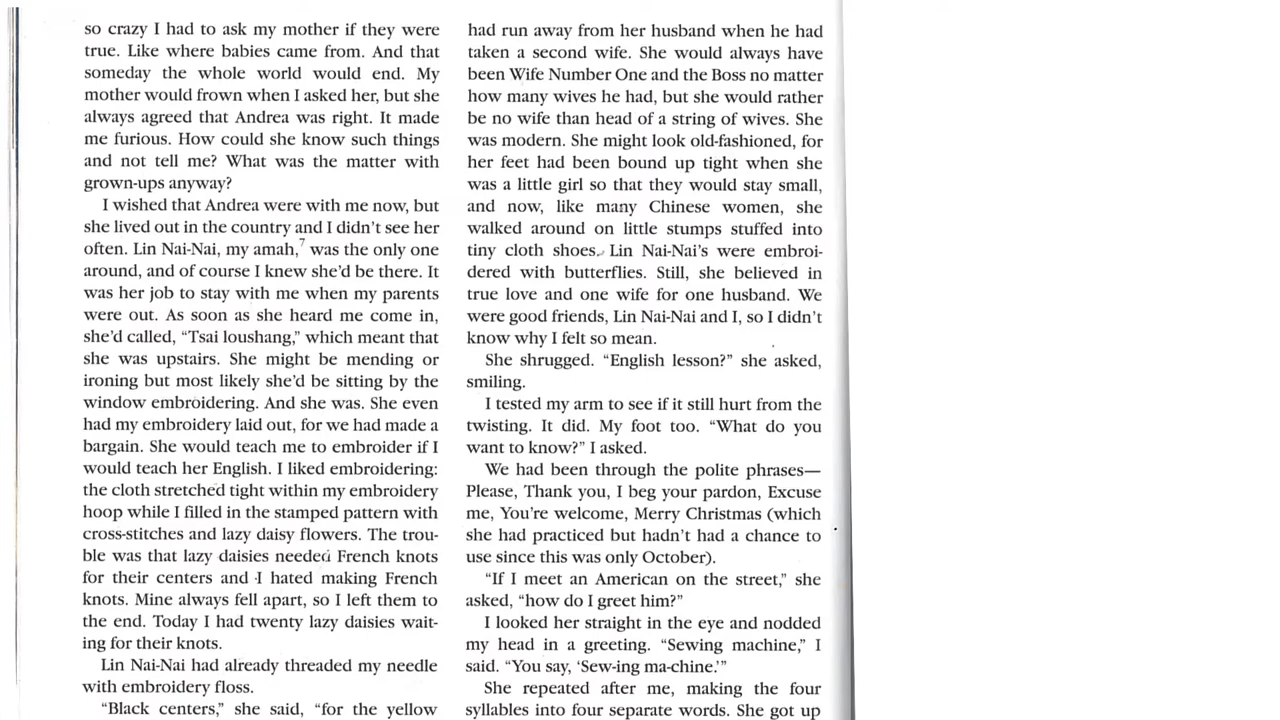 so crazy I had to ask my mother if they were
true. Like where babies came from. And that
someday the whole world would end. My
mother would frown when I asked her, but she
always agreed that Andrea was right. It made
me furious. How could she know such things
and not tell me? What was the matter with
grown-ups anyway?
I wished that Andrea were with me now, but
she lived out in the country and I didn't see her
often. Lin Nai-Nai, my amah,7 was the only one
around, and of course I knew she'd be there. It
was her job to stay with me when my parents
were out. As soon as she heard me come in,
she'd called, “Tsai loushang,” which meant that
she was upstairs. She might be mending or
ironing but most likely she'd be sitting by the
window embroidering. And she was. She even
had my embroidery laid out, for we had made a
bargain. She would teach me to embroider if I
would teach her English. I liked embroidering:
the cloth stretched tight within my embroidery
hoop while I filled in the stamped pattern with
cross-stitches and lazy daisy flowers. The trou-
ble was that lazy daisies needed French knots
for their centers and I hated making French
knots. Mine always fell apart, so I left them to
the end. Today I had twenty lazy daisies wait-
ing for their knots.
Lin Nai-Nai had already threaded my needle
with embroidery floss.
“Black centers,” she said, “for the yellow
had run away from her husband when he had
taken a second wife. She would always have
been Wife Number One and the Boss no matter
how many wives he had, but she would rather
be no wife than head of a string of wives. She
was modern. She might look old-fashioned, for
her feet had been bound up tight when she
was a little girl so that they would stay small,
and now, like many Chinese women, she
walked around on little stumps stuffed into
tiny cloth shoes. Lin Nai-Nai's were embroi-
dered with butterflies. Still, she believed in
true love and one wife for one husband. We
were good friends, Lin Nai-Nai and I, so I didn't
know why I felt so mean.
She shrugged. “English lesson?” she asked,
smiling.
I tested my arm to see if it still hurt from the
twisting. It did. My foot too. “What do you
want to know?” I asked.
We had been through the polite phrases—
Please, Thank you, I beg your pardon, Excuse
me, You're welcome, Merry Christmas (which
she had practiced but hadn't had a chance to
use since this was only October).
“If I meet an American on the street,” she
asked, “how do I greet him?”
I looked her straight in the eye and nodded
my head in a greeting. “Sewing machine,” I
said. “You say, ‘Sew-ing ma-chine.’”
She repeated after me, making the four
syllables into four separate words. She got up